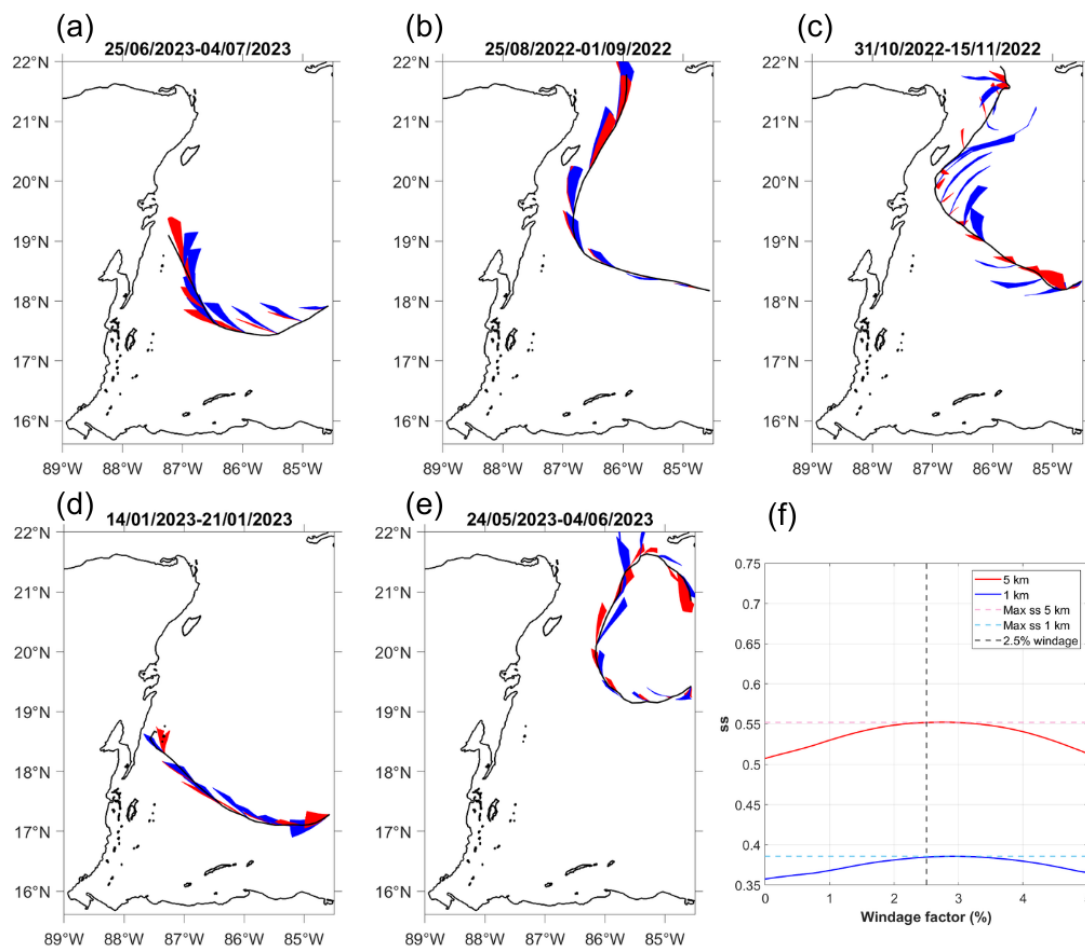 (a)
25/06/2023-04/07/2023
22°N
21°N
20°N
19°N
18°N
17°N
16°N
89°W 88°W 87°W 86°W 85°W
(b)
25/08/2022-01/09/2022
22°N
21°N
20°N
19°N
18°N
17°N
16°N
89°W 88°W 87°W 86°W 85°W
(c)
31/10/2022-15/11/2022
22°N
21°N
20°N
19°N
18°N
17°N
16°N
89°W 88°W 87°W 86°W 85°W
(d)
14/01/2023-21/01/2023
22°N
21°N
20°N
19°N
18°N
17°N
16°N
89°W 88°W 87°W 86°W 85°W
(e)
24/05/2023-04/06/2023
22°N
21°N
20°N
19°N
18°N
17°N
16°N
89°W 88°W 87°W 86°W 85°W
(f)
0.75
0.7
0.65
0.6
0.55
0.5
0.45
0.4
0.35
ss
5 km
1 km
Max ss 5 km
Max ss 1 km
2.5% windage
0 1 2 3 4 5
Windage factor (%)